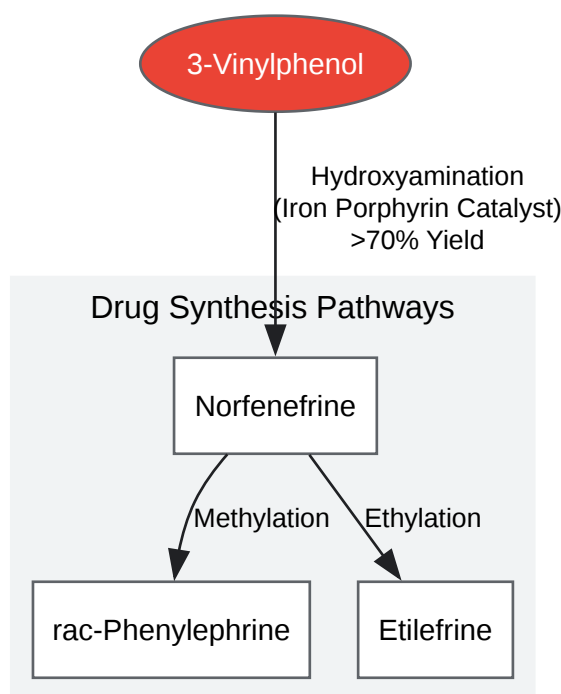 3-Vinylphenol
Hydroxyamination
(Iron Porphyrin Catalyst)
>70% Yield
Drug Synthesis Pathways
Norfenefrine
Methylation
Ethylation
rac-Phenylephrine
Etilefrine